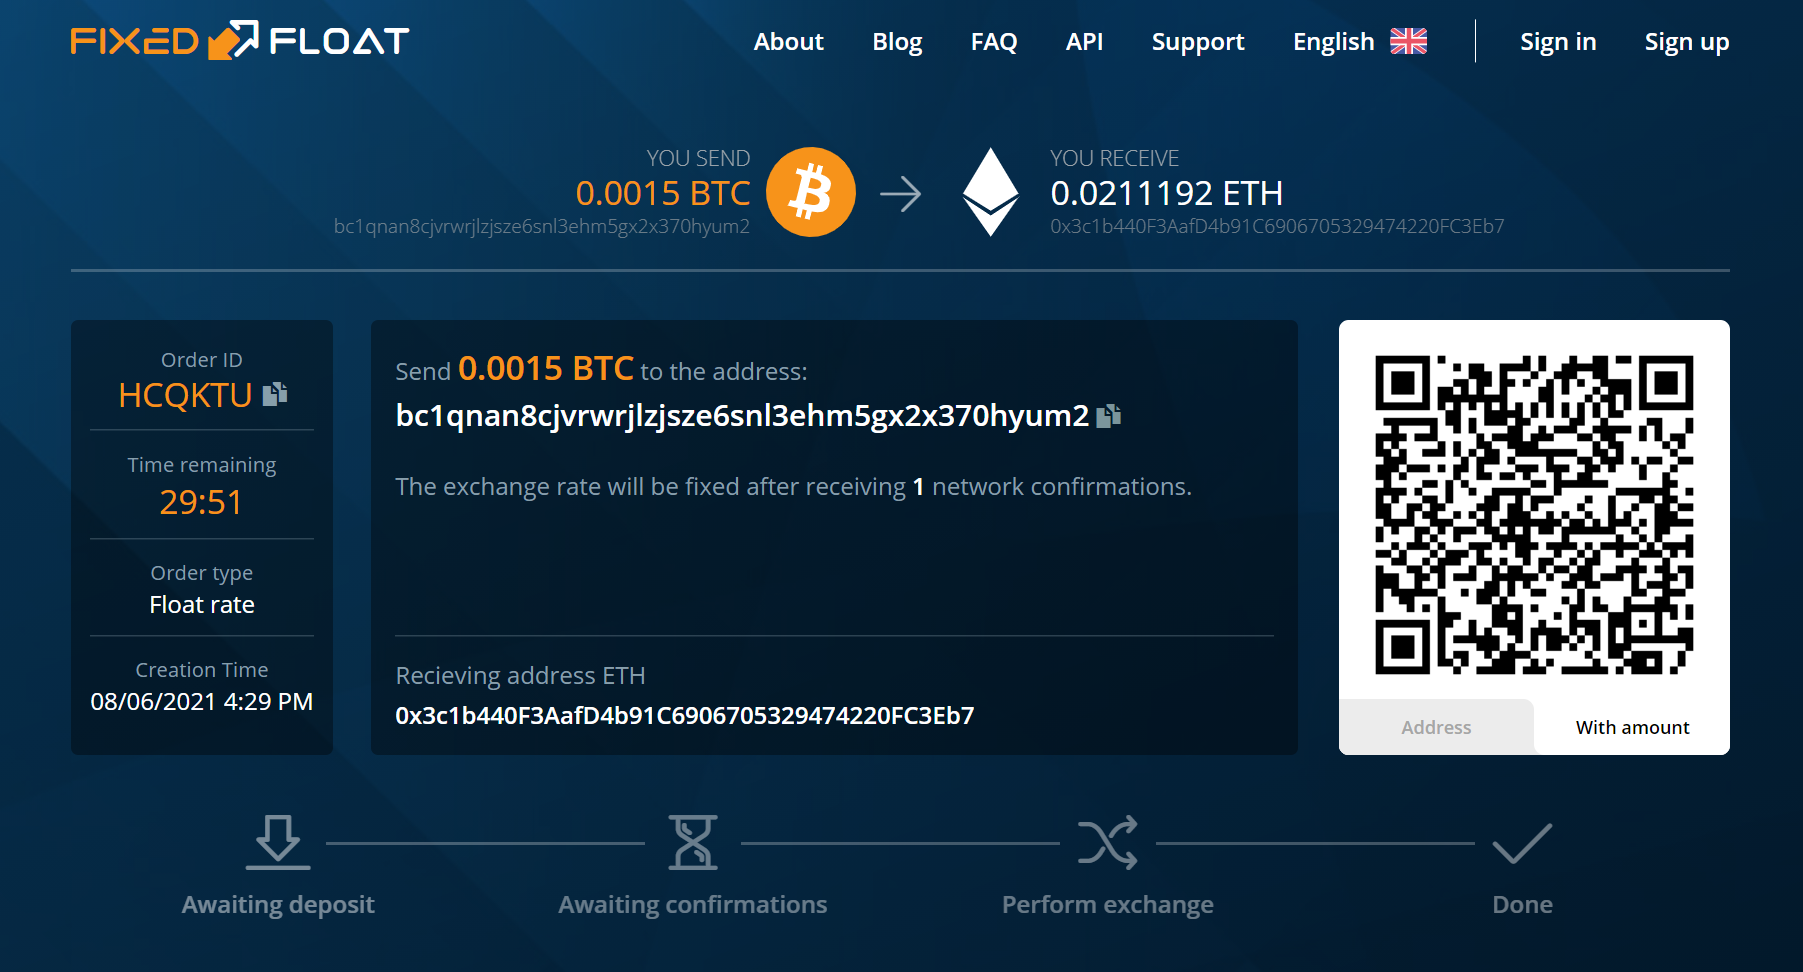 FIXED FLOAT
About Blog FAQ API Support English Sign in Sign up
YOU SEND
0.0015 BTC
bc1qnan8cjvrwrjlzjsze6snl3ehm5gx2x370hyum2
YOU RECEIVE
0.0211192 ETH
0x3c1b440F3AafD4b91C6906705329474220FC3Eb7
Order ID
HCQKTU
Time remaining
29:51
Order type
Float rate
Creation Time
08/06/2021 4:29 PM
Send 0.0015 BTC to the address:
bc1qnan8cjvrwrjlzjsze6snl3ehm5gx2x370hyum2
The exchange rate will be fixed after receiving 1 network confirmations.
Recieving address ETH
0x3c1b440F3AafD4b91C6906705329474220FC3Eb7
Address
With amount
Awaiting deposit
Awaiting confirmations
Perform exchange
Done